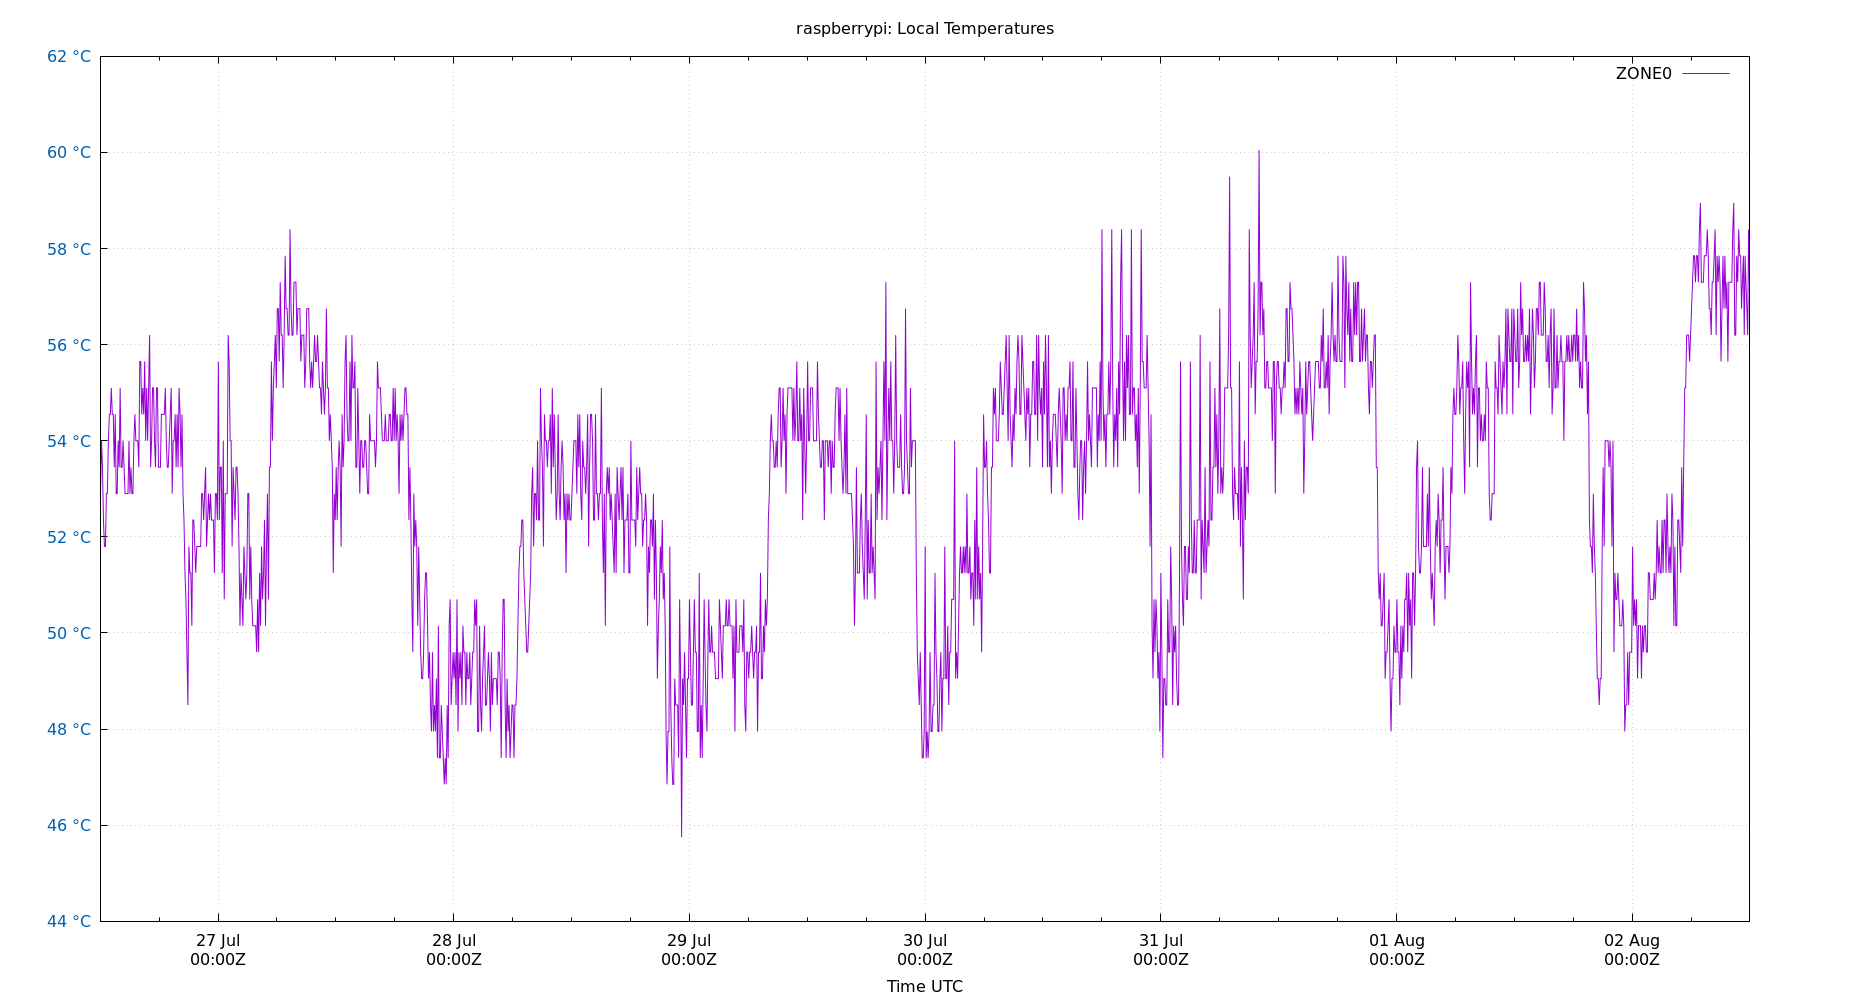 raspberrypi: Local Temperatures
62 °C
ZONE0
60 °C
58 °C
56 °C
54 °C
52 °C
50 °C
48 °C
46 °C
44 °C
27 Jul 28 Jul 29 Jul 30 Jul 31 Jul 01 Aug 02 Aug
00:00Z 00:00Z 00:00Z 00:00Z 00:00Z 00:00Z 00:00Z
Time UTC